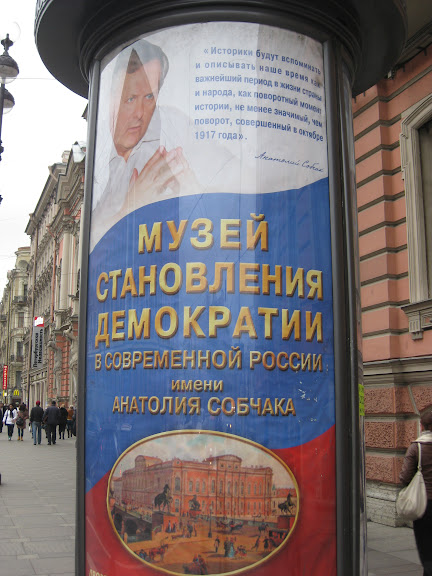 «Историки будут вспоминать
и описывать наше время как
важнейший период в жизни страны
и народа, как поворотный момент
истории, не менее значимый, чем
поворот, совершенный в октябре
1917 года».
Анатолий Собчак
МУЗЕЙ
СТАНОВЛЕНИЯ
ДЕМОКРАТИИ
В СОВРЕМЕННОЙ РОССИИ
ИМЕНИ
АНАТОЛИЯ СОБЧАКА